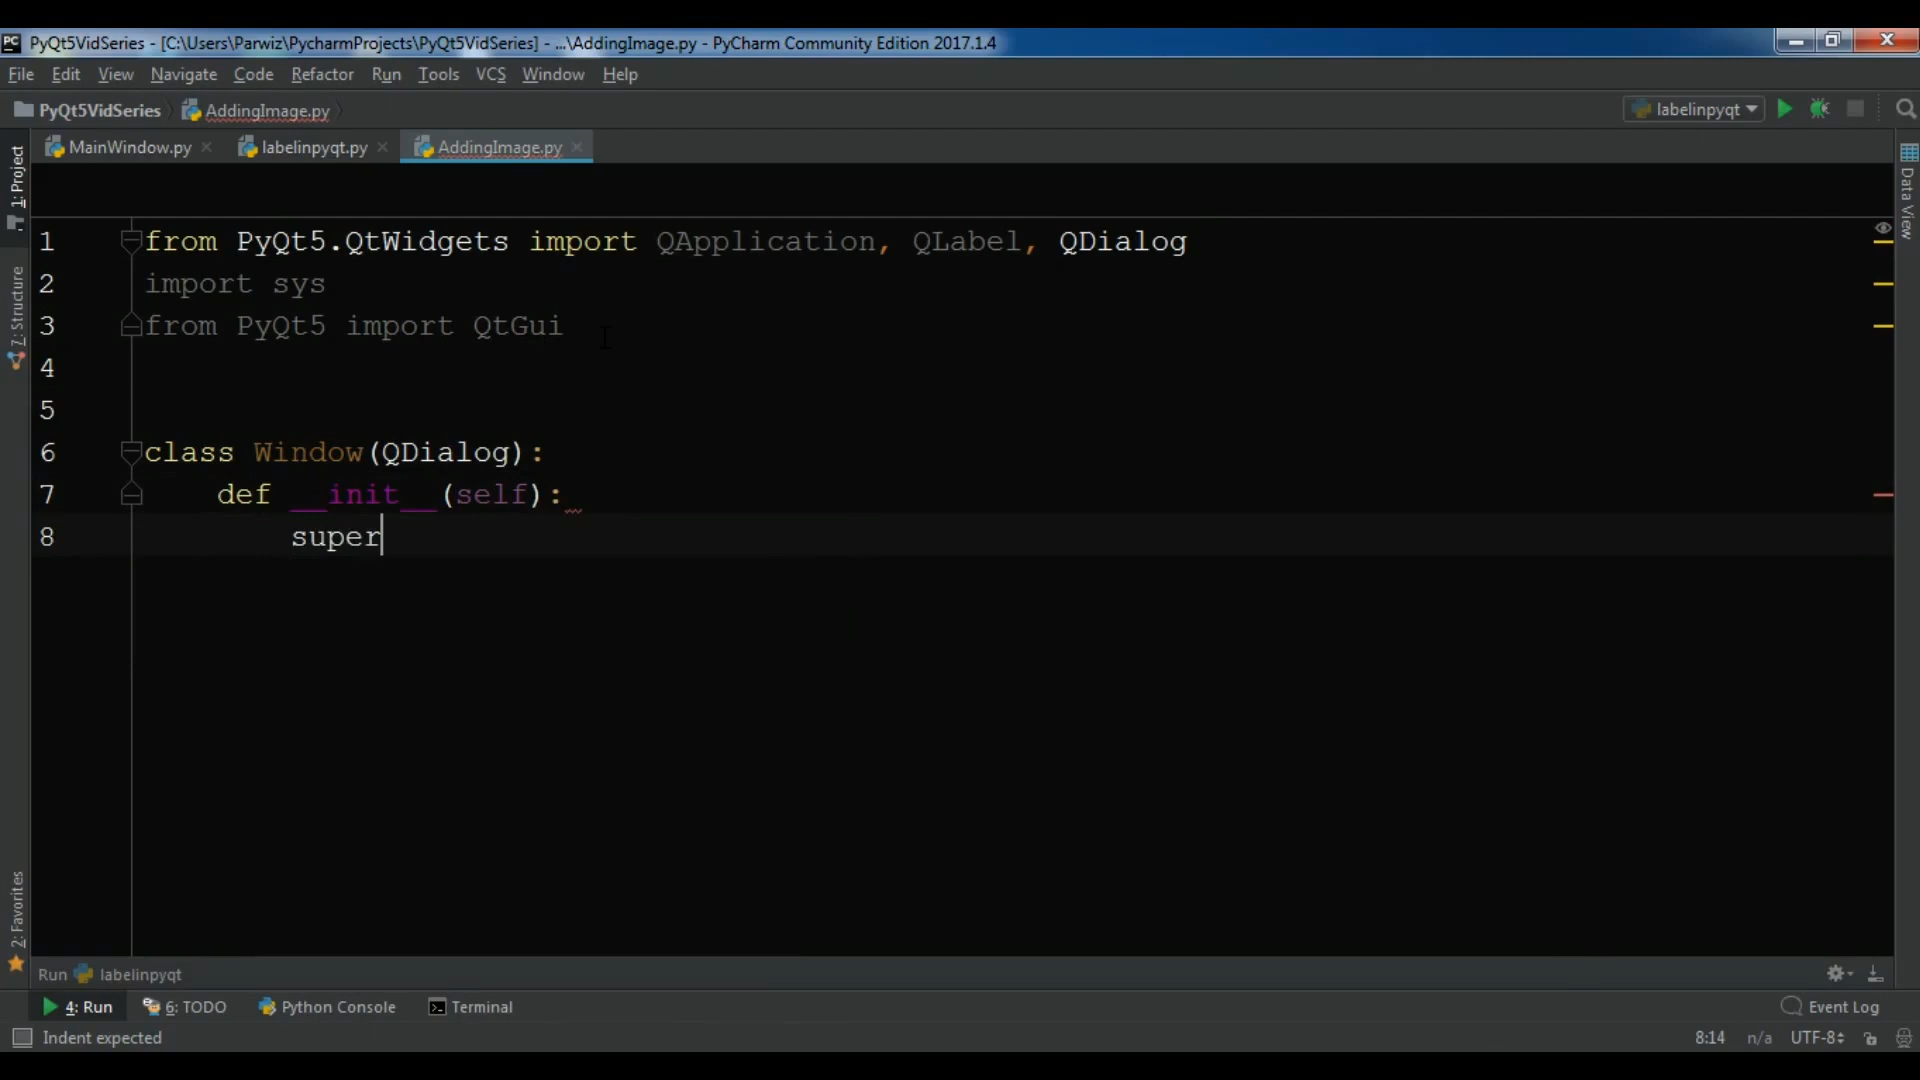 PC PyQt5VidSeries - [C:\Users\Parwiz\PycharmProjects\PyQt5VidSeries] - ...\AddingImage.py - PyCharm Community Edition 2017.1.4
File Edit View Navigate Code Refactor Run Tools VCS Window Help
PyQt5VidSeries AddingImage.py labelinpyqt
MainWindow.py labelinpyqt.py AddingImage.py
1: Project
7: Structure
2: Favorites
Data View
1 from PyQt5.QtWidgets import QApplication, QLabel, QDialog
2 import sys
3 from PyQt5 import QtGui
4
5
6 class Window(QDialog):
7 def __init__(self):
8 super
Run labelinpyqt
4: Run 6: TODO Python Console Terminal Event Log
Indent expected 8:14 n/a UTF-8